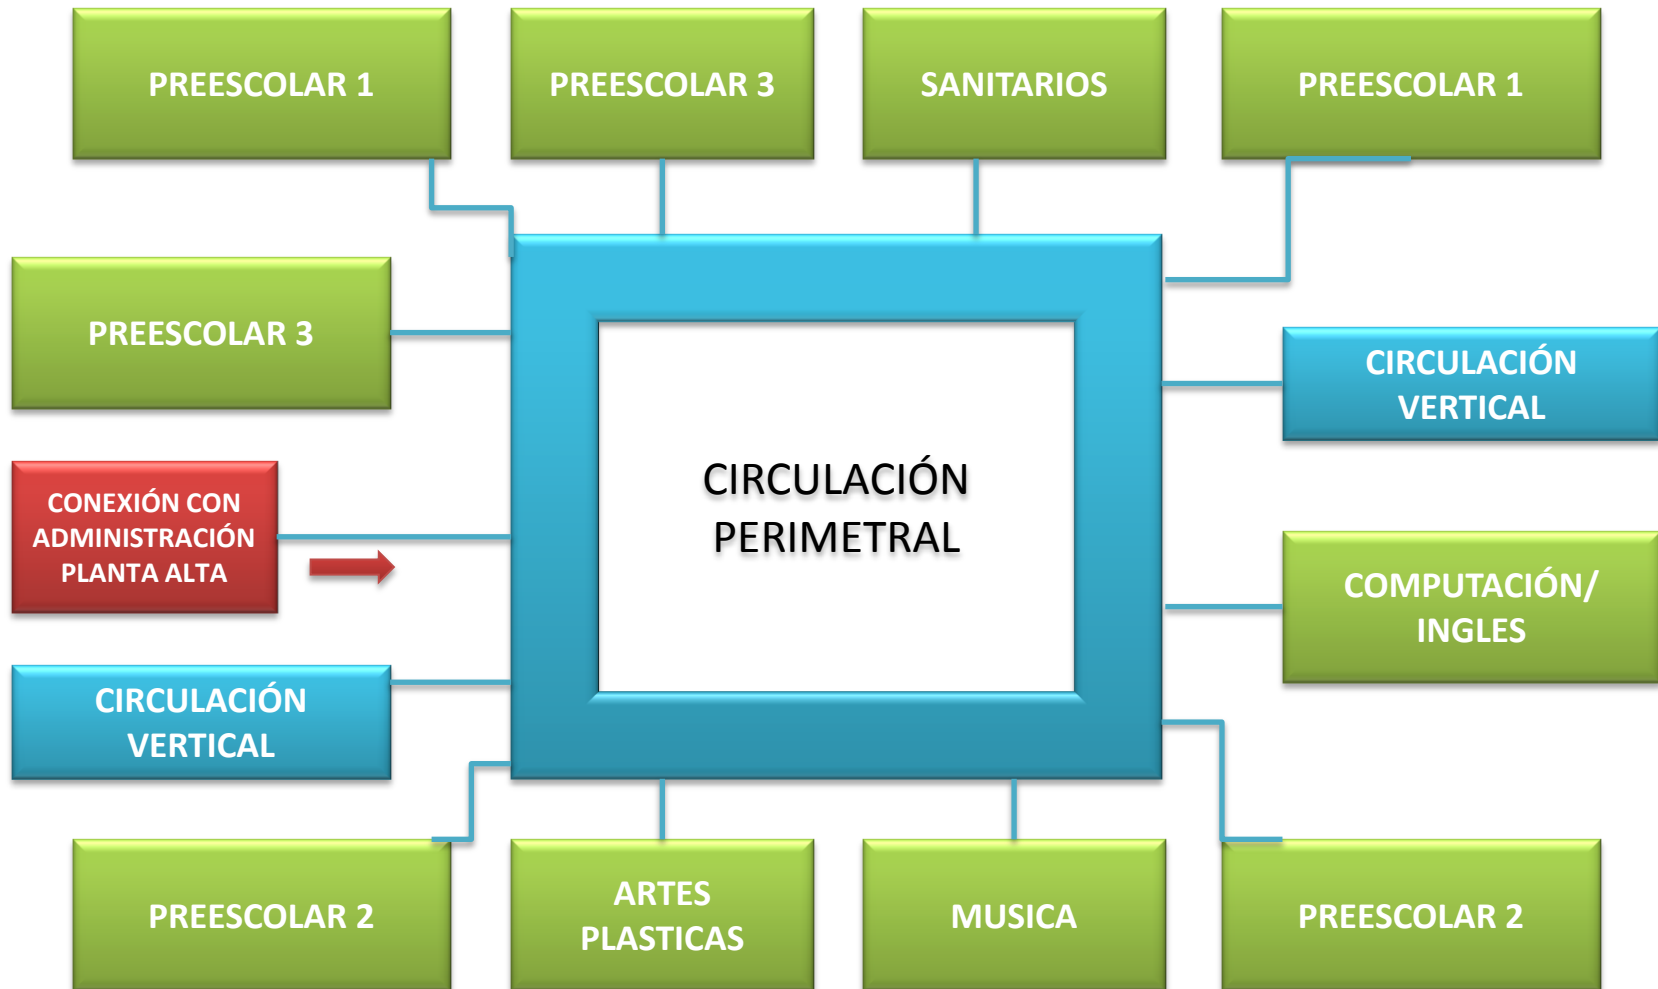 PREESCOLAR 1
PREESCOLAR 3
SANITARIOS
PREESCOLAR 1
PREESCOLAR 3
CIRCULACIÓN
VERTICAL
CIRCULACIÓN
PERIMETRAL
CONEXIÓN CON
ADMINISTRACIÓN
PLANTA ALTA
COMPUTACIÓN/
INGLES
CIRCULACIÓN
VERTICAL
PREESCOLAR 2
ARTES
PLASTICAS
MUSICA
PREESCOLAR 2